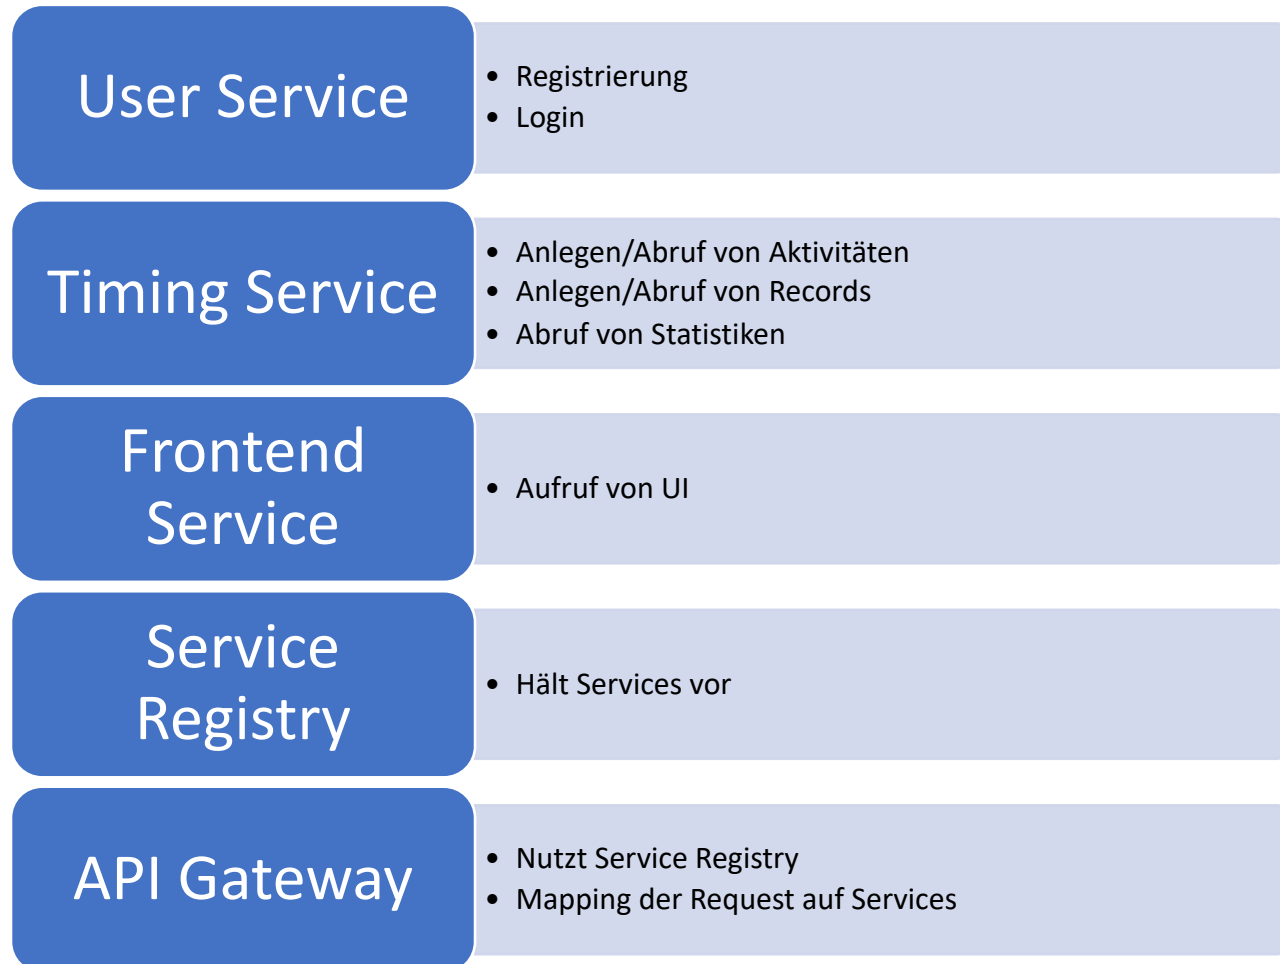 User Service
• Registrierung
• Login
Timing Service
• Anlegen/Abruf von Aktivitäten
• Anlegen/Abruf von Records
• Abruf von Statistiken
Frontend
Service
• Aufruf von UI
Service
Registry
• Hält Services vor
API Gateway
• Nutzt Service Registry
• Mapping der Request auf Services